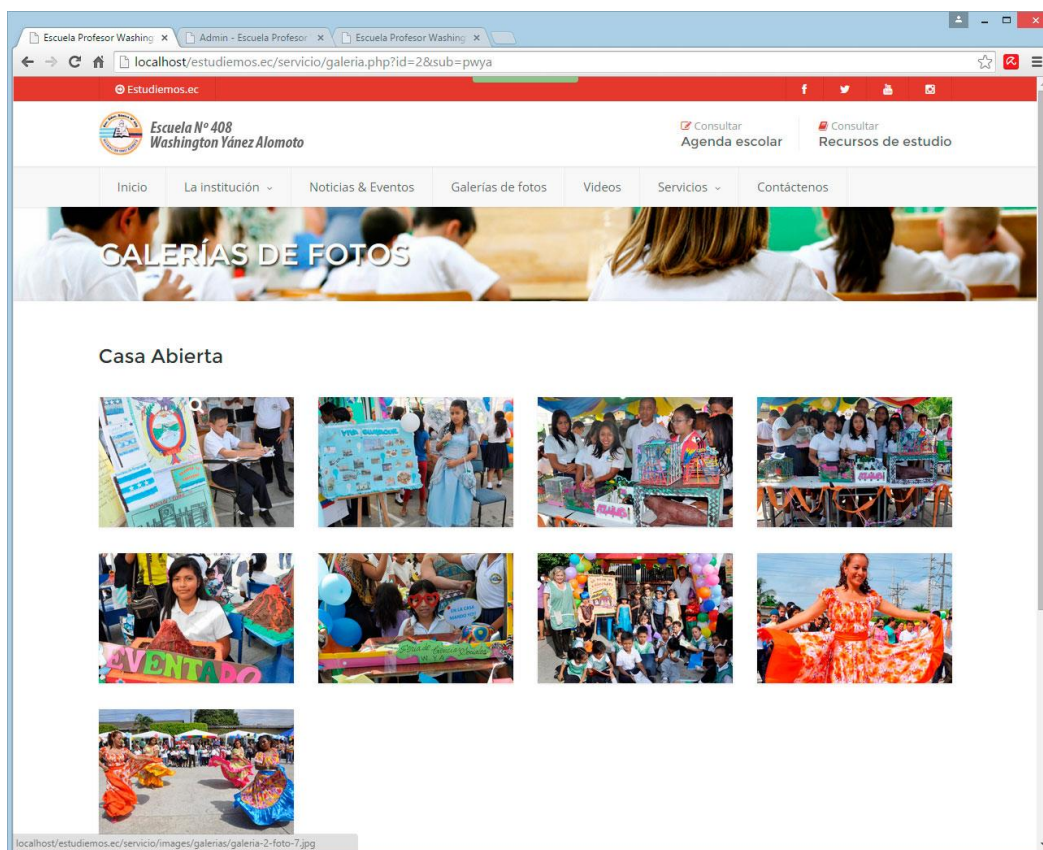 Escuela Profesor Washing
Admin - Escuela Profesor
Escuela Profesor Washing
localhost/estudiemos.ec/servicio/galeria.php?id=2&sub=pwya
Estudiemos.ec
Escuela Nº 408
Washington Yánez Alomoto
Consultar
Agenda escolar
Consultar
Recursos de estudio
Inicio
La institución
Noticias & Eventos
Galerías de fotos
Videos
Servicios
Contáctenos
GALERÍAS DE FOTOS
Casa Abierta
EVENTADO
localhost/estudiemos.ec/servicio/images/galerias/galeria-2-foto-7.jpg